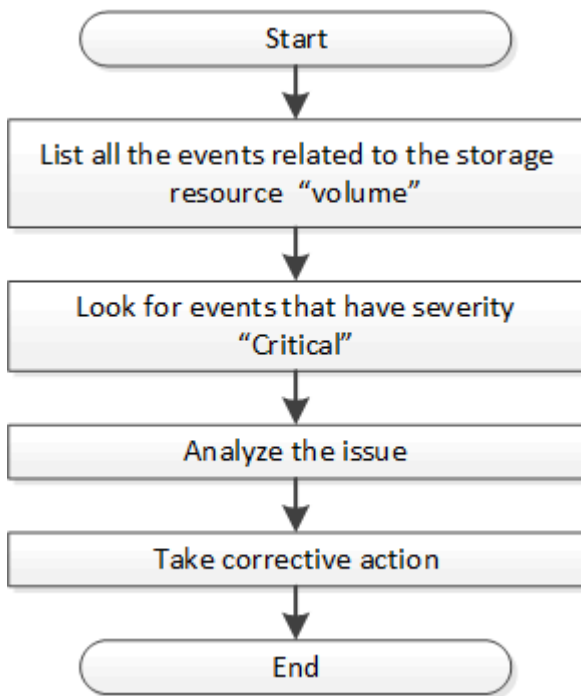 Start
List all the events related to the storage
resource “volume”
Look for events that have severity
“Critical”
Analyze the issue
Take corrective action
End